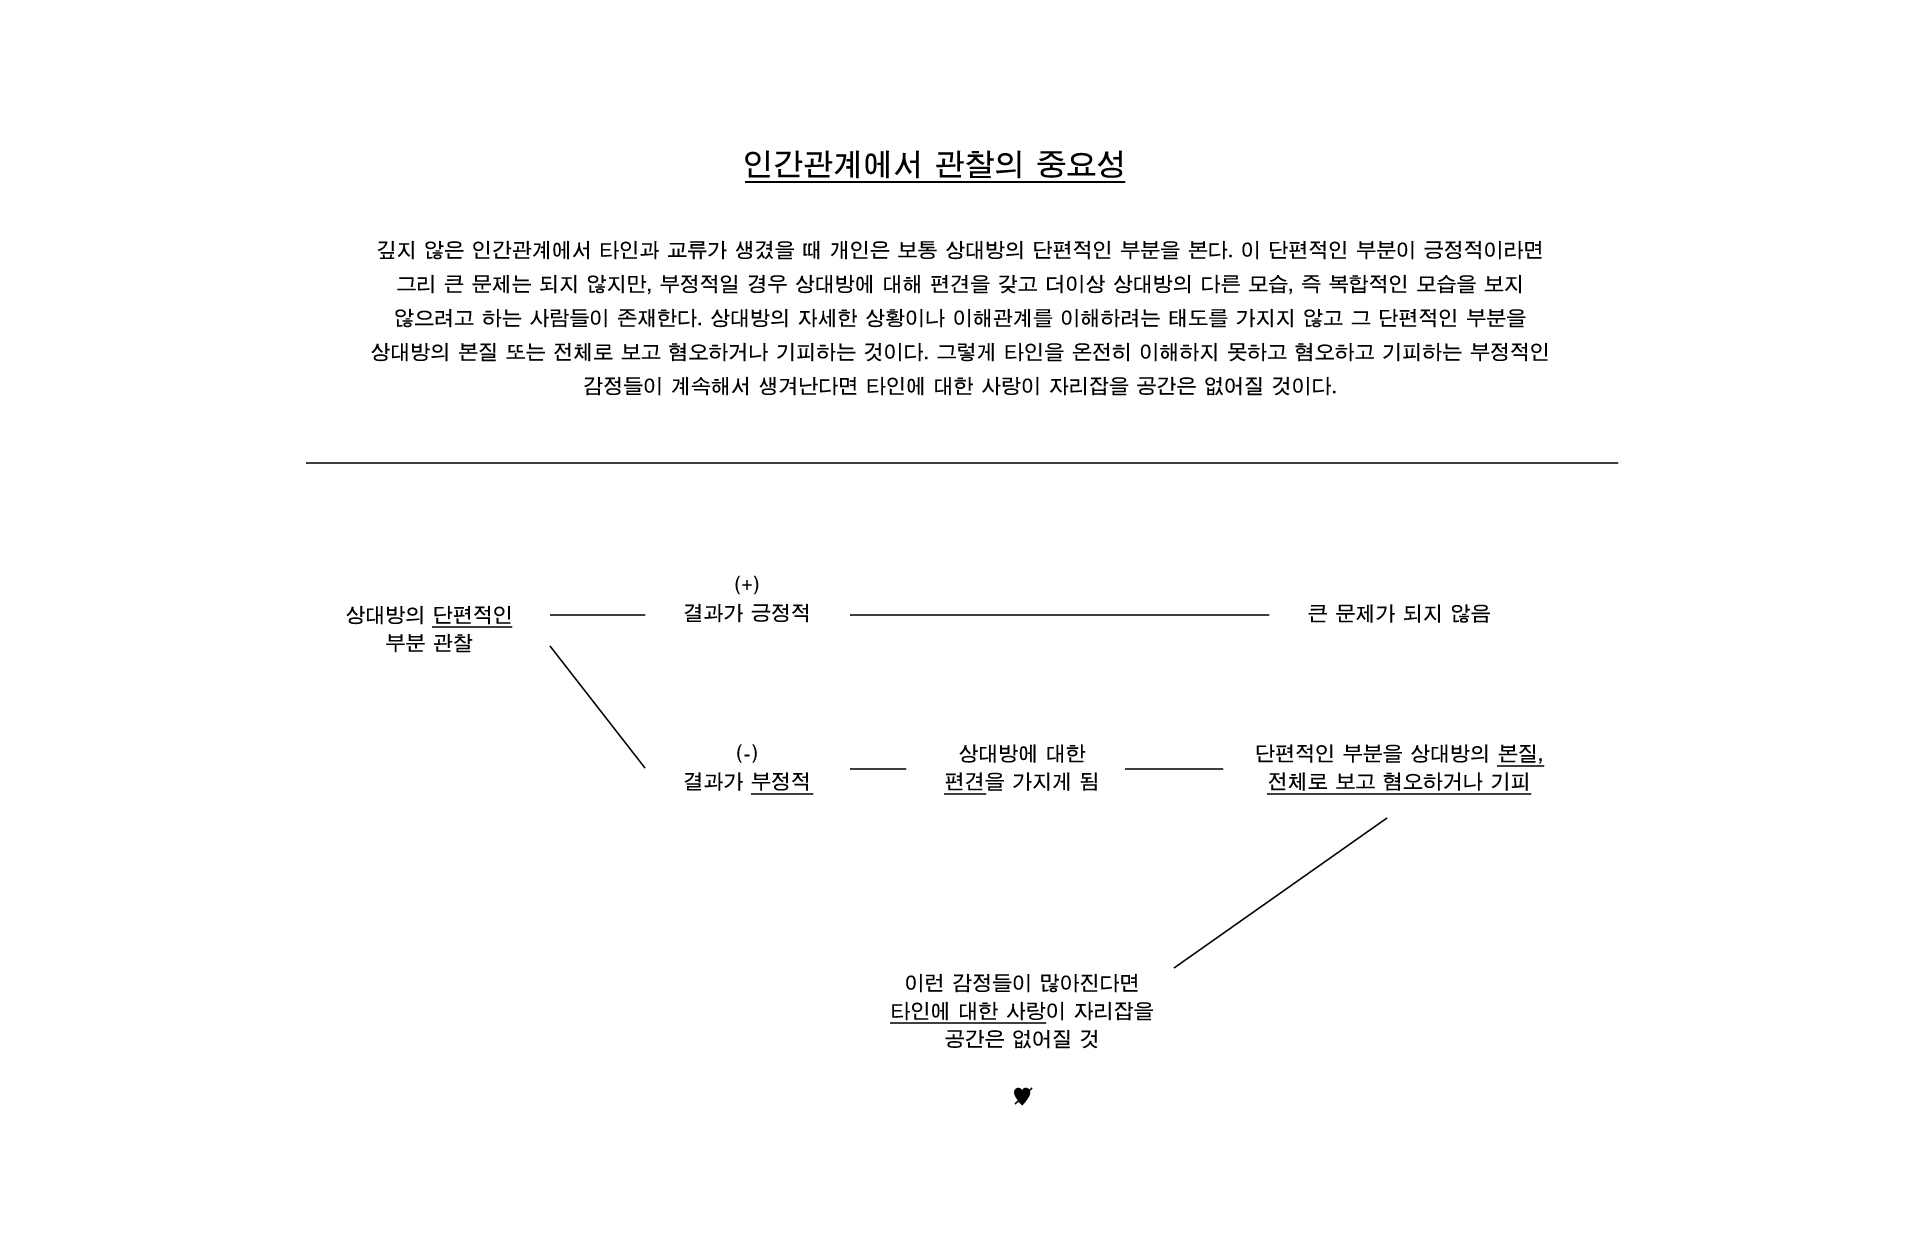 인간관계에서 관찰의 중요성
깊지 않은 인간관계에서 타인과 교류가 생겼을 때 개인은 보통 상대방의 단편적인 부분을 본다. 이 단편적인 부분이 긍정적이라면
그리 큰 문제는 되지 않지만, 부정적일 경우 상대방에 대해 편견을 갖고 더이상 상대방의 다른 모습, 즉 복합적인 모습을 보지
않으려고 하는 사람들이 존재한다. 상대방의 자세한 상황이나 이해관계를 이해하려는 태도를 가지지 않고 그 단편적인 부분을
상대방의 본질 또는 전체로 보고 혐오하거나 기피하는 것이다. 그렇게 타인을 온전히 이해하지 못하고 혐오하고 기피하는 부정적인
감정들이 계속해서 생겨난다면 타인에 대한 사랑이 자리잡을 공간은 없어질 것이다.
상대방의 단편적인
부분 관찰
(+)
결과가 긍정적
큰 문제가 되지 않음
(-)
결과가 부정적
상대방에 대한
편견을 가지게 됨
단편적인 부분을 상대방의 본질,
전체로 보고 혐오하거나 기피
이런 감정들이 많아진다면
타인에 대한 사랑이 자리잡을
공간은 없어질 것